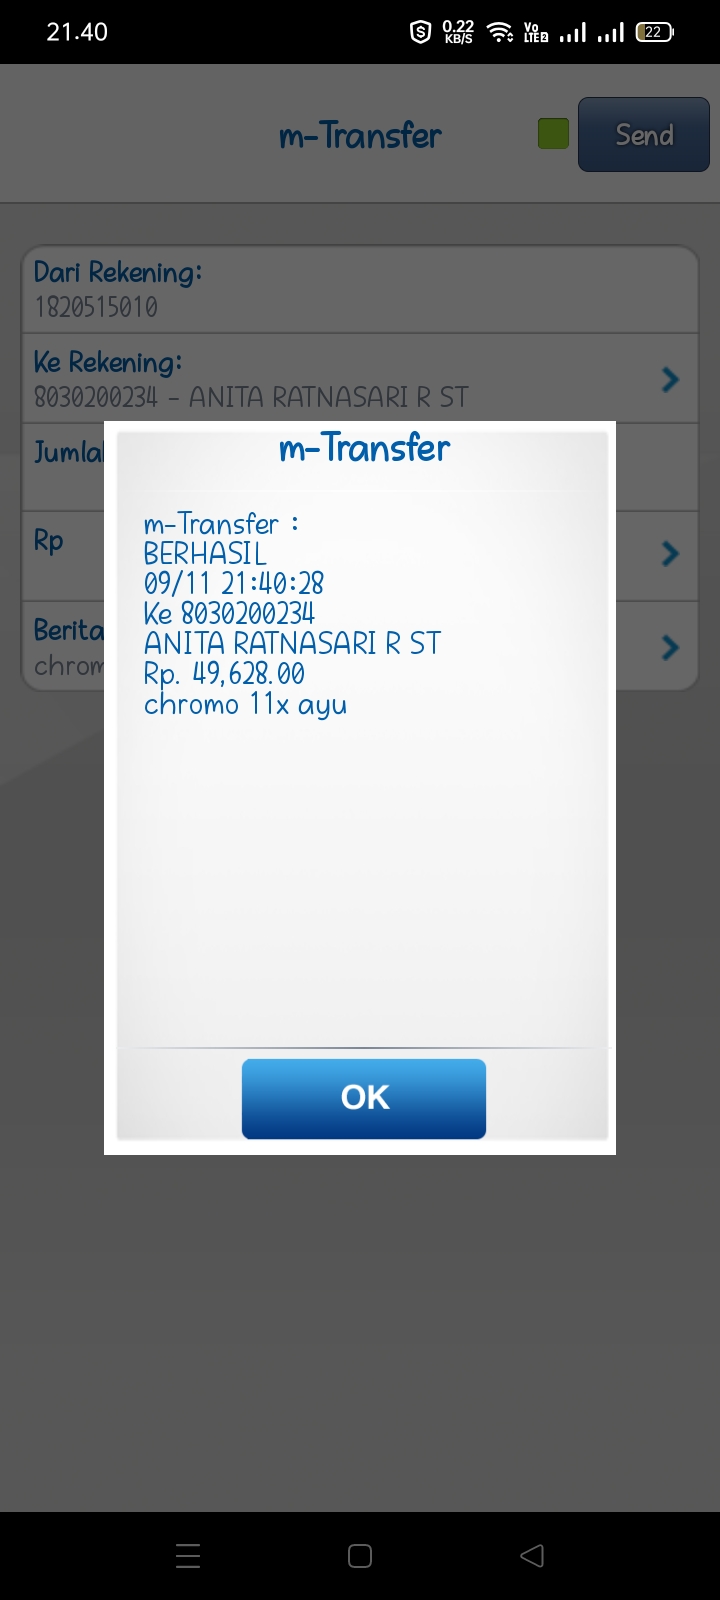 21.40
0.22
KB/S
Vo
LTE2
22
m-Transfer
Send
Dari Rekening:
1820515010
Ke Rekening:
8030200234 - ANITA RATNASARI R ST
Jumla
Rp
Berita
chrom
m-Transfer
m-Transfer :
BERHASIL
09/11 21:40:28
Ke 8030200234
ANITA RATNASARI R ST
Rp. 49,628.00
chromo 11x ayu
OK